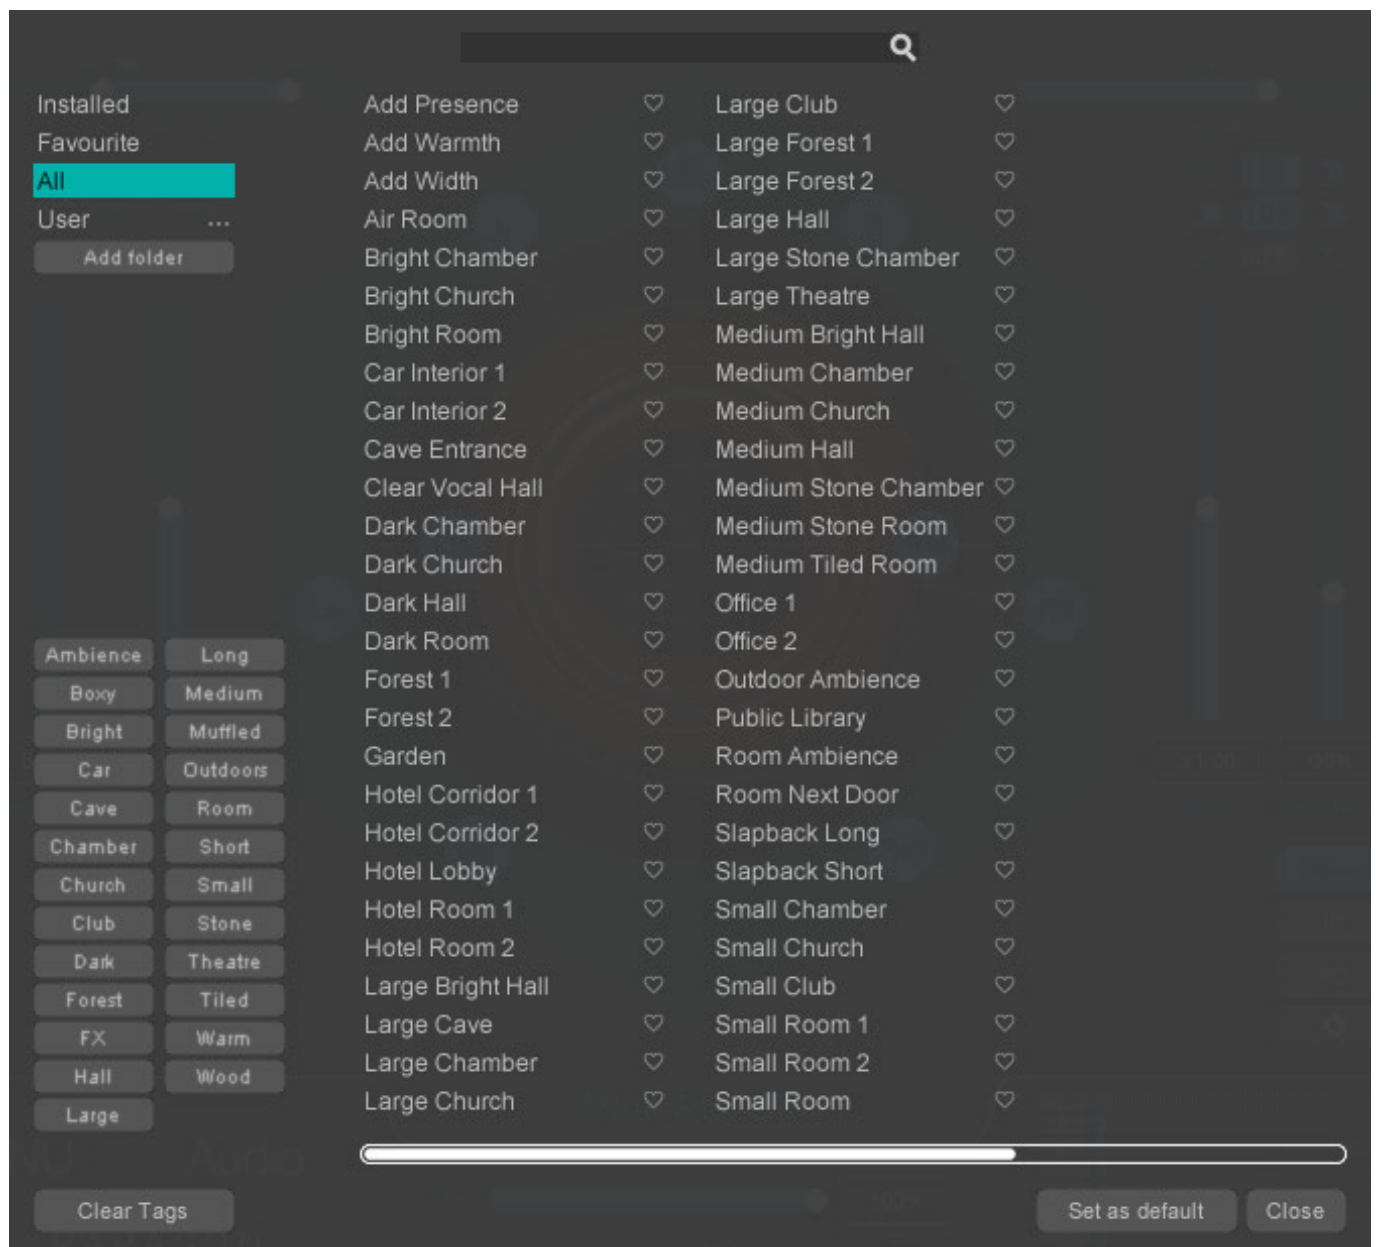 Installed
Favourite
All
User ...
Add folder
Ambience
Long
Boxy
Medium
Bright
Muffled
Car
Outdoors
Cave
Room
Chamber
Short
Church
Small
Club
Stone
Dark
Theatre
Forest
Tiled
FX
Warm
Hall
Wood
Large
Clear Tags
Add Presence
Add Warmth
Add Width
Air Room
Bright Chamber
Bright Church
Bright Room
Car Interior 1
Car Interior 2
Cave Entrance
Clear Vocal Hall
Dark Chamber
Dark Church
Dark Hall
Dark Room
Forest 1
Forest 2
Garden
Hotel Corridor 1
Hotel Corridor 2
Hotel Lobby
Hotel Room 1
Hotel Room 2
Large Bright Hall
Large Cave
Large Chamber
Large Church
Large Club
Large Forest 1
Large Forest 2
Large Hall
Large Stone Chamber
Large Theatre
Medium Bright Hall
Medium Chamber
Medium Church
Medium Hall
Medium Stone Chamber
Medium Stone Room
Medium Tiled Room
Office 1
Office 2
Outdoor Ambience
Public Library
Room Ambience
Room Next Door
Slapback Long
Slapback Short
Small Chamber
Small Church
Small Club
Small Room 1
Small Room 2
Small Room
Set as default
Close